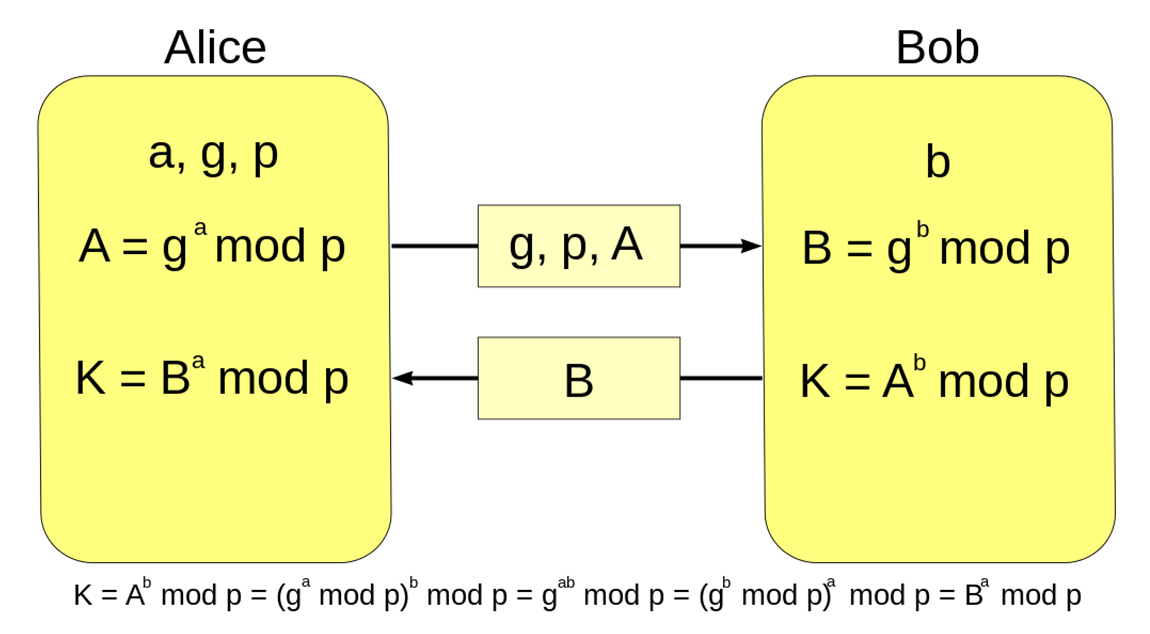 Alice
Bob
a, g, p
A = g^a mod p
K = B^a mod p
g, p, A
B
b
B = g^b mod p
K = A^b mod p
K = A^b mod p = (g^a mod p)^b mod p = g^ab mod p = (g^b mod p)^a mod p = B^a mod p